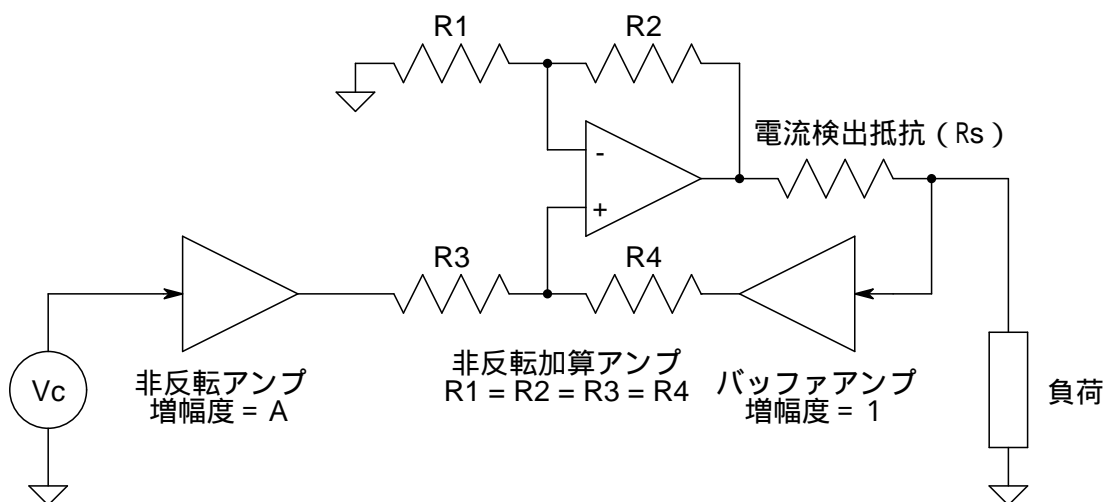 R1
R2
電流検出抵抗（Rs）
-
+
R3
R4
Vc
非反転アンプ
増幅度 = A
非反転加算アンプ
R1 = R2 = R3 = R4
バッファアンプ
増幅度 = 1
負荷